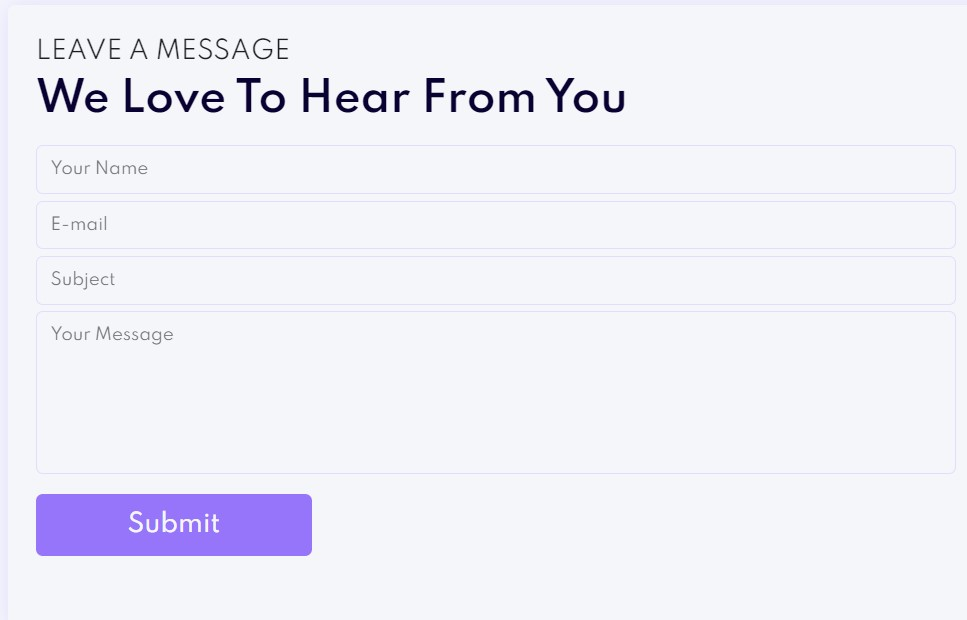 LEAVE A MESSAGE
We Love To Hear From You
Your Name
E-mail
Subject
Your Message
Submit